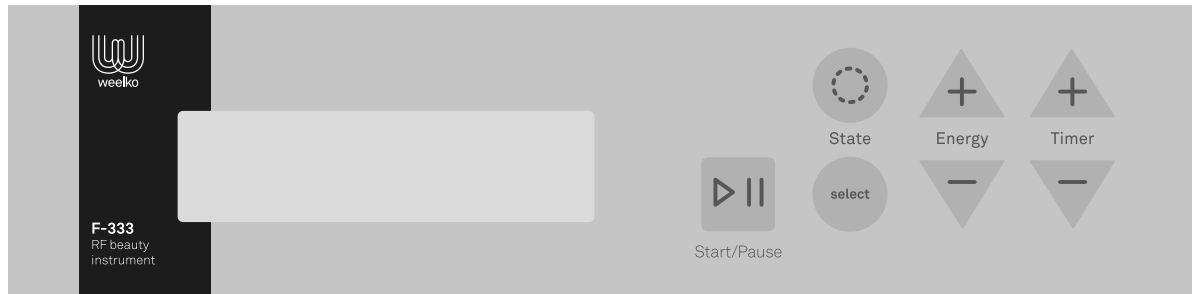 weelko
F-333
RF beauty
instrument
State
Energy
Timer
select
Start/Pause